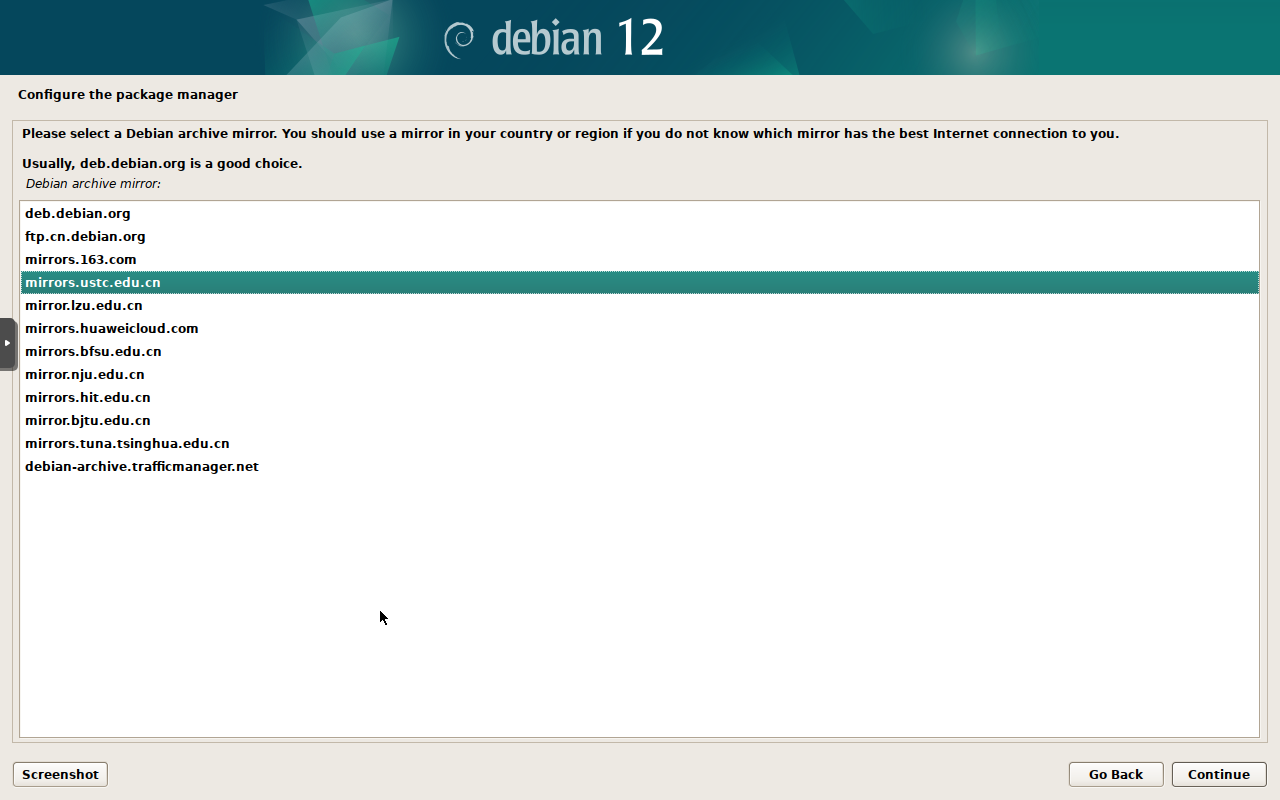 debian 12
Configure the package manager
Please select a Debian archive mirror. You should use a mirror in your country or region if you do not know which mirror has the best Internet connection to you.
Usually, deb.debian.org is a good choice.
Debian archive mirror:
deb.debian.org
ftp.cn.debian.org
mirrors.163.com
mirrors.ustc.edu.cn
mirror.lzu.edu.cn
mirrors.huaweicloud.com
mirrors.bfsu.edu.cn
mirror.nju.edu.cn
mirrors.hit.edu.cn
mirror.bjtu.edu.cn
mirrors.tuna.tsinghua.edu.cn
debian-archive.trafficmanager.net
Screenshot
Go Back
Continue